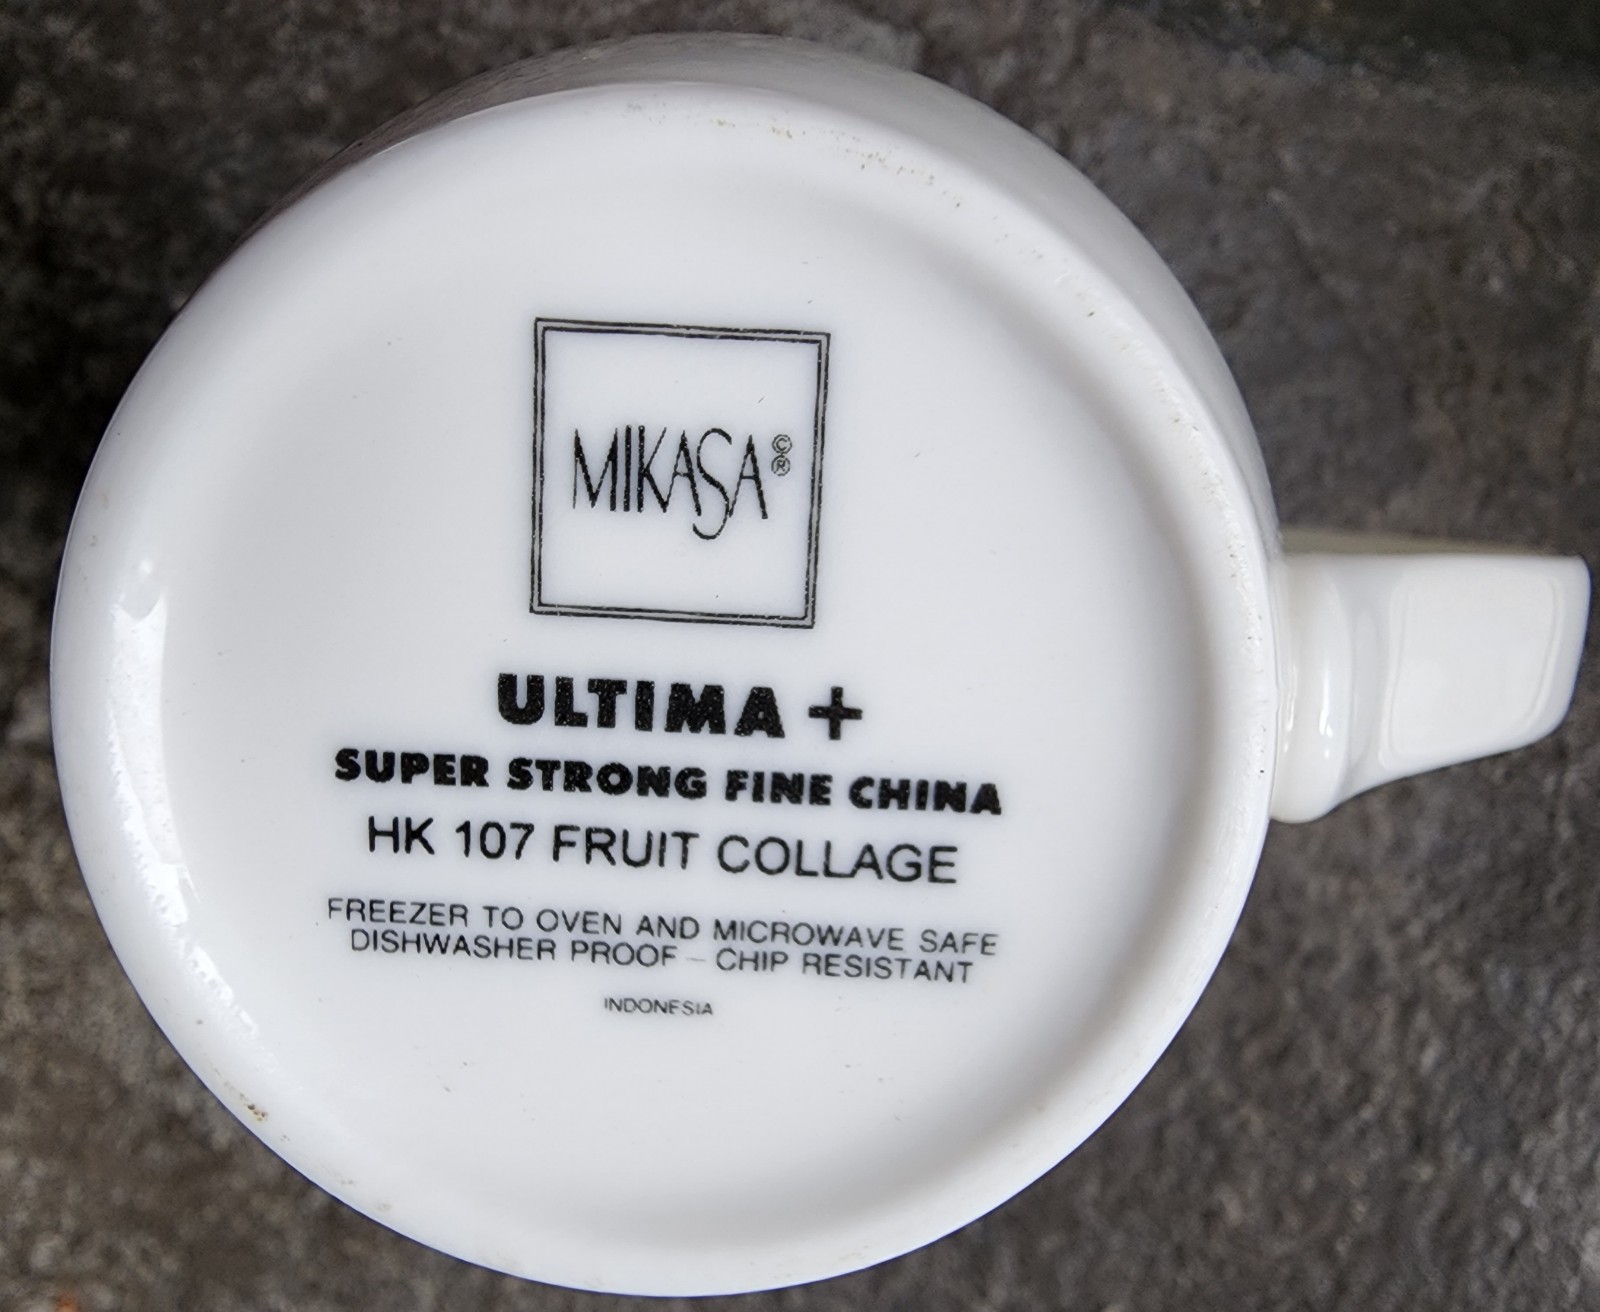 MIKASA©®
ULTIMA +
SUPER STRONG FINE CHINA
HK 107 FRUIT COLLAGE
FREEZER TO OVEN AND MICROWAVE SAFE
DISHWASHER PROOF – CHIP RESISTANT
INDONESIA